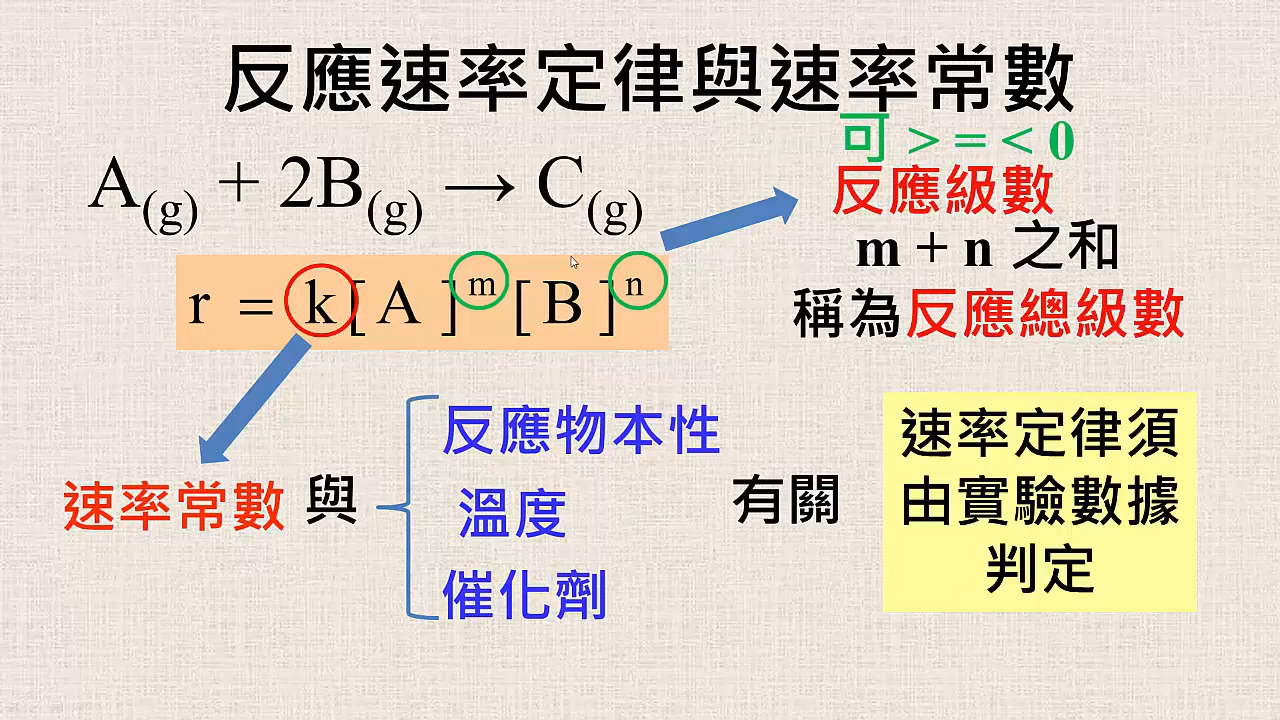 反應速率定律與速率常數
可 > = < 0
A(g) + 2B(g) → C(g)
反應級數
m + n 之和
r = k[A]^m [B]^n
稱為反應總級數
反應物本性
速率常數 與 溫度 有關
催化劑
速率定律須
由實驗數據
判定